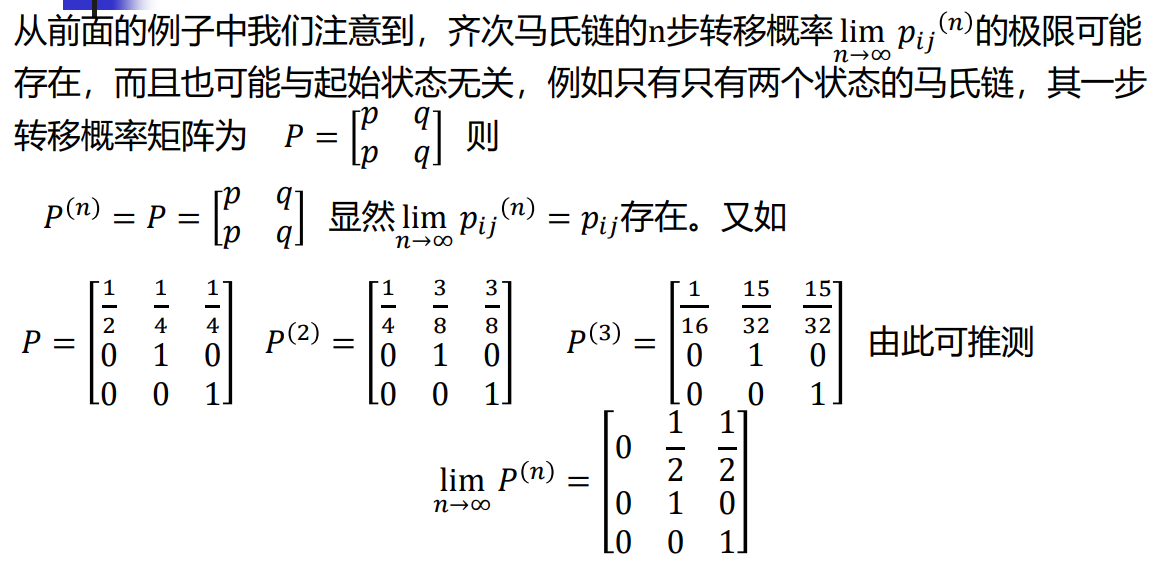 从前面的例子中我们注意到，齐次马氏链的n步转移概率 $\lim_{n\to\infty} p_{ij}^{(n)}$的极限可能
存在，而且也可能与起始状态无关，例如只有只有两个状态的马氏链，其一步
转移概率矩阵为 $P = \begin{bmatrix} p & q \\ p & q \end{bmatrix}$ 则
$P^{(n)} = P = \begin{bmatrix} p & q \\ p & q \end{bmatrix}$ 显然 $\lim_{n\to\infty} p_{ij}^{(n)} = p_{ij}$存在。又如
$P = \begin{bmatrix} \frac{1}{2} & \frac{1}{4} & \frac{1}{4} \\ 0 & 1 & 0 \\ 0 & 0 & 1 \end{bmatrix}$ $P^{(2)} = \begin{bmatrix} \frac{1}{4} & \frac{3}{8} & \frac{3}{8} \\ 0 & 1 & 0 \\ 0 & 0 & 1 \end{bmatrix}$ $P^{(3)} = \begin{bmatrix} \frac{1}{16} & \frac{15}{32} & \frac{15}{32} \\ 0 & 1 & 0 \\ 0 & 0 & 1 \end{bmatrix}$ 由此可推测
$\lim_{n\to\infty} P^{(n)} = \begin{bmatrix} 0 & \frac{1}{2} & \frac{1}{2} \\ 0 & 1 & 0 \\ 0 & 0 & 1 \end{bmatrix}$